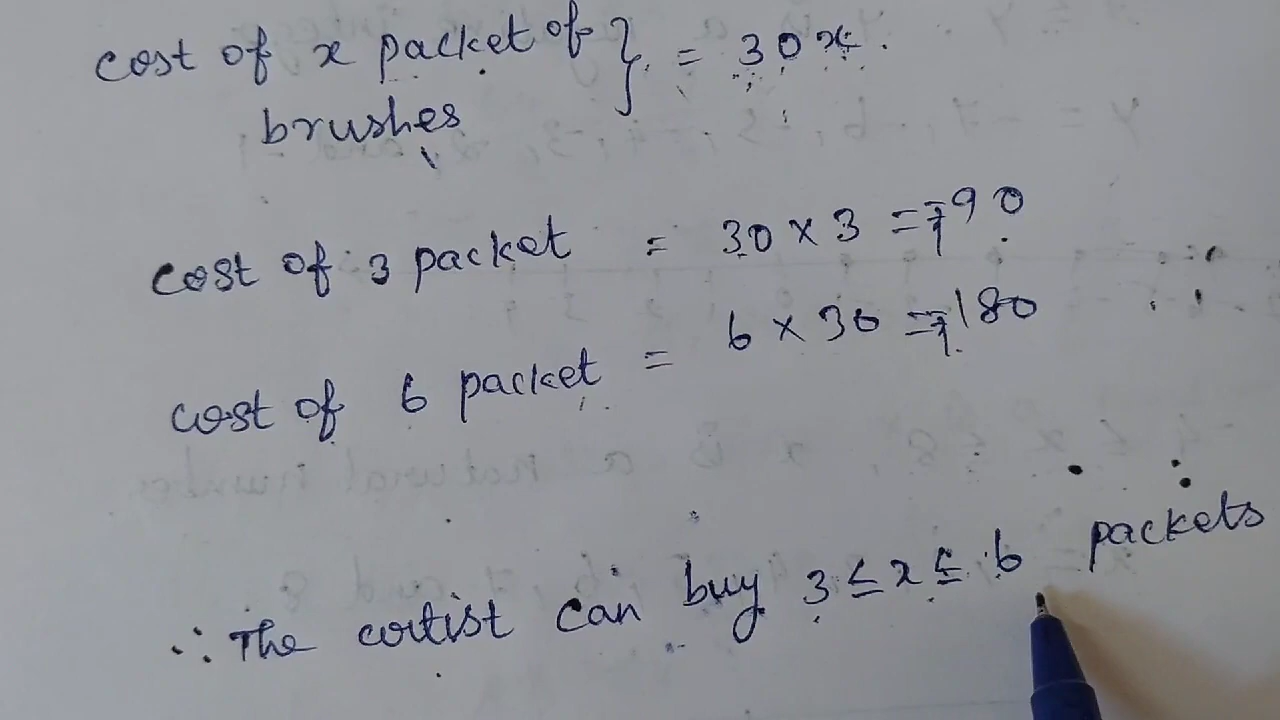 cost of x packet of } = 30x.
brushes
cost of 3 packet = 30 × 3 = ₹90
cost of 6 packet = 6 × 30 = ₹180
∴ The artist can buy 3 ≤ x ≤ 6 packets